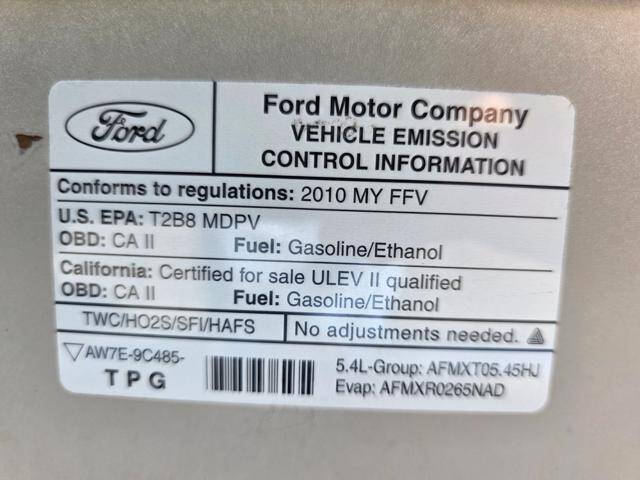 Ford
Ford Motor Company
VEHICLE EMISSION
CONTROL INFORMATION
Conforms to regulations: 2010 MY FFV
U.S. EPA: T2B8 MDPV
OBD: CA II Fuel: Gasoline/Ethanol
California: Certified for sale ULEV II qualified
OBD: CA II Fuel: Gasoline/Ethanol
TWC/HO2S/SFI/HAFS
No adjustments needed.
AW7E-9C485-
TPG
5.4L-Group: AFMXT05.45HJ
Evap: AFMXR0265NAD